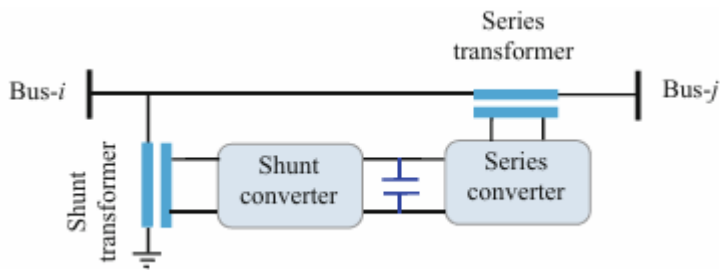 Series
transformer
Bus-i
Bus-j
Shunt
transformer
Shunt
converter
Series
converter